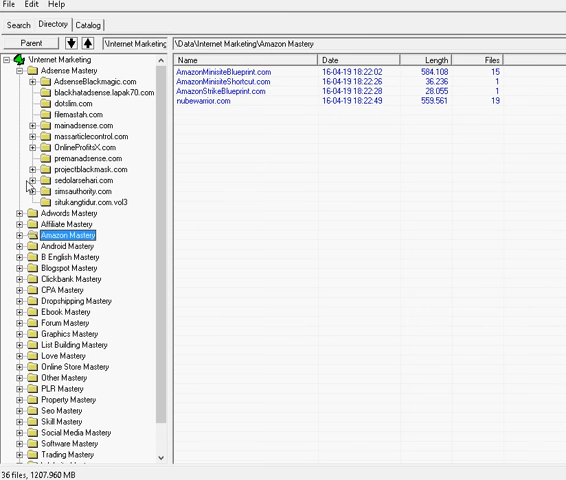 File Edit Help
Search Directory Catalog
Parent \Internet Marketing \Data\Internet Marketing\Amazon Mastery
\Internet Marketing
Adsense Mastery
AdsenseBlackmagic.com
blackhatadsense.lapak70.com
dotslim.com
filemastah.com
mainadsense.com
massarticlecontrol.com
OnlineProfitsX.com
premanadsense.com
projectblackmask.com
sedolarsehari.com
simsauthority.com
situkangtidur.com.vol3
Adwords Mastery
Affiliate Mastery
Amazon Mastery
Android Mastery
B English Mastery
Blogspot Mastery
Clickbank Mastery
CPA Mastery
Dropshipping Mastery
Ebook Mastery
Forum Mastery
Graphics Mastery
List Building Mastery
Love Mastery
Online Store Mastery
Other Mastery
PLR Mastery
Property Mastery
Seo Mastery
Skill Mastery
Social Media Mastery
Software Mastery
Trading Mastery
Name Date Length Files
AmazonMinisiteBlueprint.com 16-04-19 18:22:02 584.108 15
AmazonMiniteShortcut.com 16-04-19 18:22:26 36.236 1
AmazonStrikeBlueprint.com 16-04-19 18:22:28 28.055 1
nubewarrior.com 16-04-19 18:22:49 559.561 19
36 files, 1207.960 MB